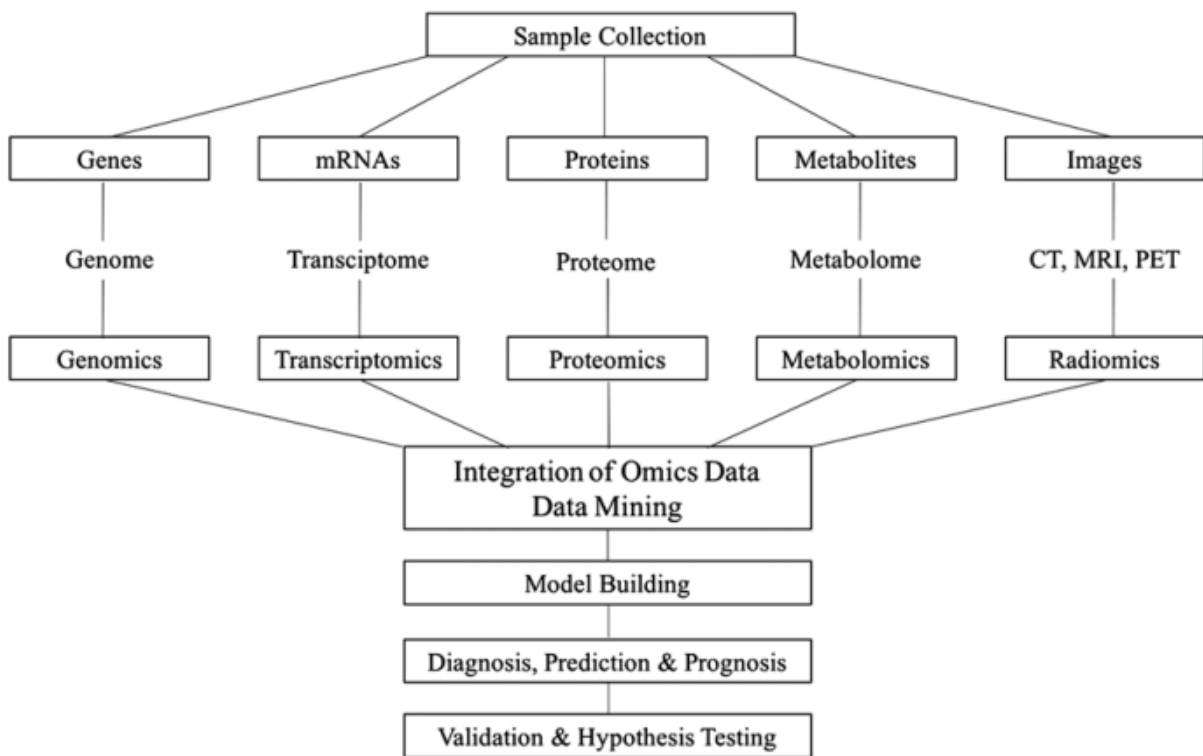 Sample Collection
Genes
mRNAs
Proteins
Metabolites
Images
Genome
Transciptome
Proteome
Metabolome
CT, MRI, PET
Genomics
Transcriptomics
Proteomics
Metabolomics
Radiomics
Integration of Omics Data
Data Mining
Model Building
Diagnosis, Prediction & Prognosis
Validation & Hypothesis Testing